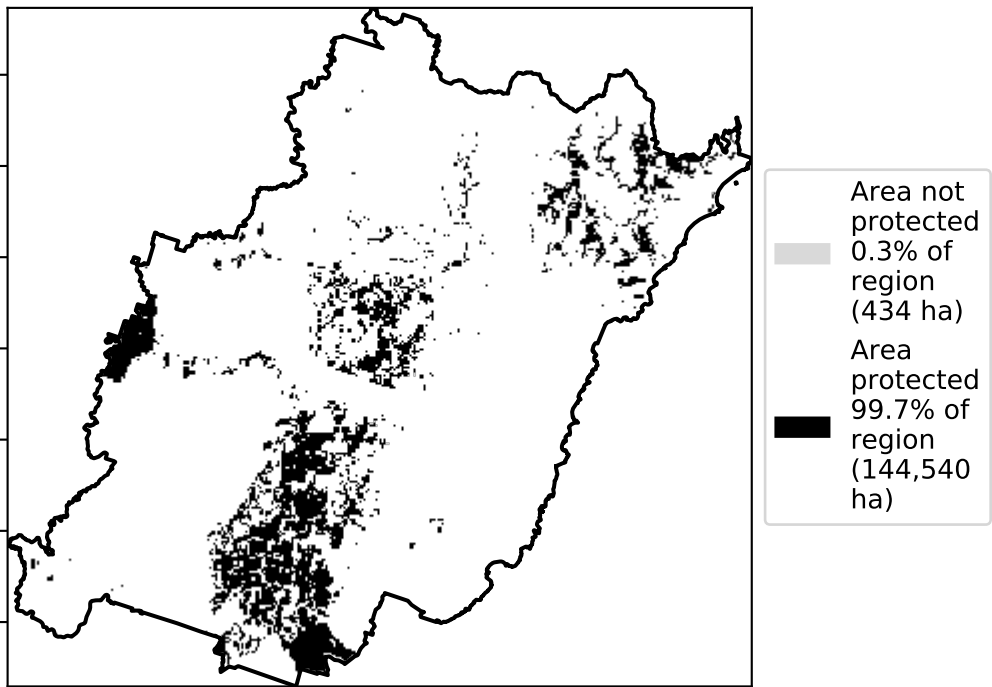 Area not
protected
0.3% of
region
(434 ha)
Area
protected
99.7% of
region
(144,540
ha)